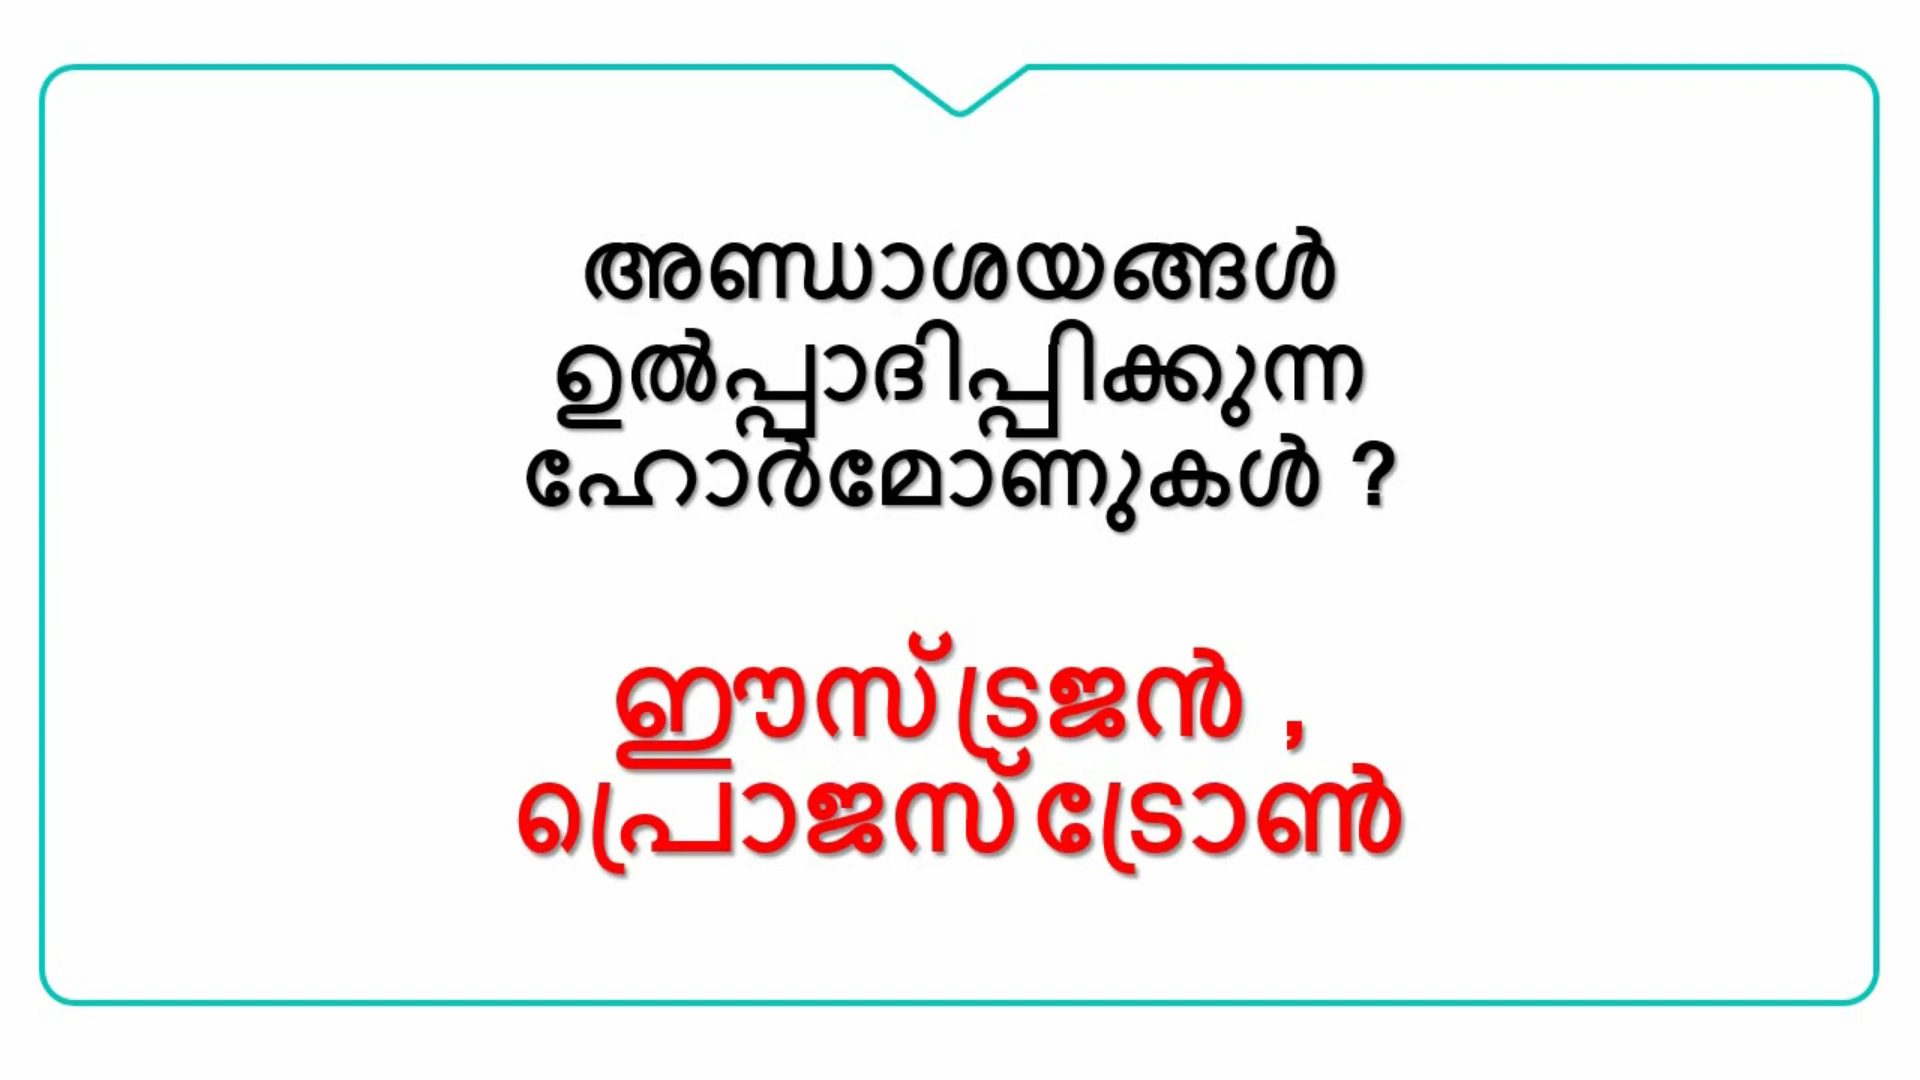 അണ്ഡാശയങ്ങൾ
ഉൽപ്പാദിപ്പിക്കുന്ന
ഹോർമോണുകൾ ?
ഈസ്ട്രജൻ ,
പ്രൊജസ്ട്രോൺ